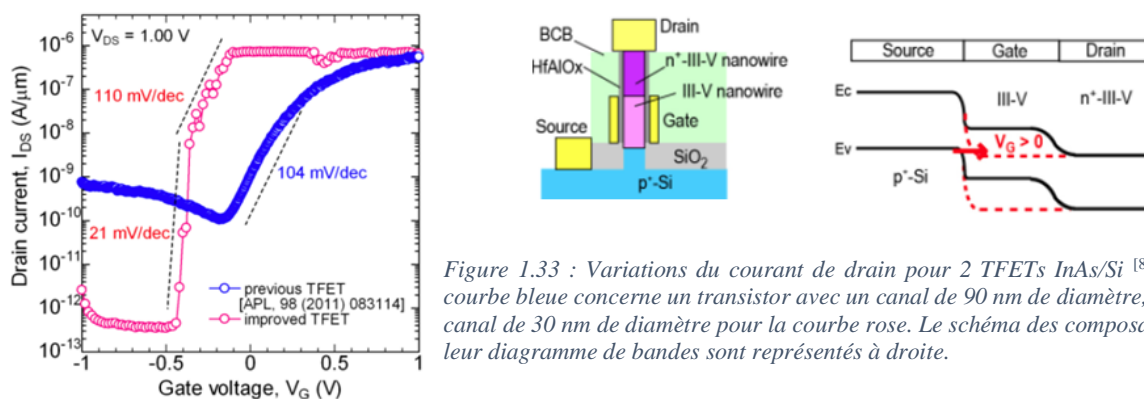 V_DS = 1.00 V
10^-5
10^-6
10^-7
10^-8
10^-9
10^-10
10^-11
10^-12
10^-13
Drain current, I_DS (A/μm)
110 mV/dec
104 mV/dec
21 mV/dec
previous TFET
[APL, 98 (2011) 083114]
improved TFET
-1 -0.5 0 0.5 1
Gate voltage, V_G (V)
Drain
BCB
HfAlOx
n+-III-V nanowire
III-V nanowire
Source
Gate
SiO2
p+-Si
Source Gate Drain
Ec
III-V
n+-III-V
V_G > 0
Ev
p+-Si
Figure 1.33 : Variations du courant de drain pour 2 TFETs InAs/Si [8
courbe bleue concerne un transistor avec un canal de 90 nm de diamètre,
canal de 30 nm de diamètre pour la courbe rose. Le schéma des composa
leur diagramme de bandes sont représentés à droite.